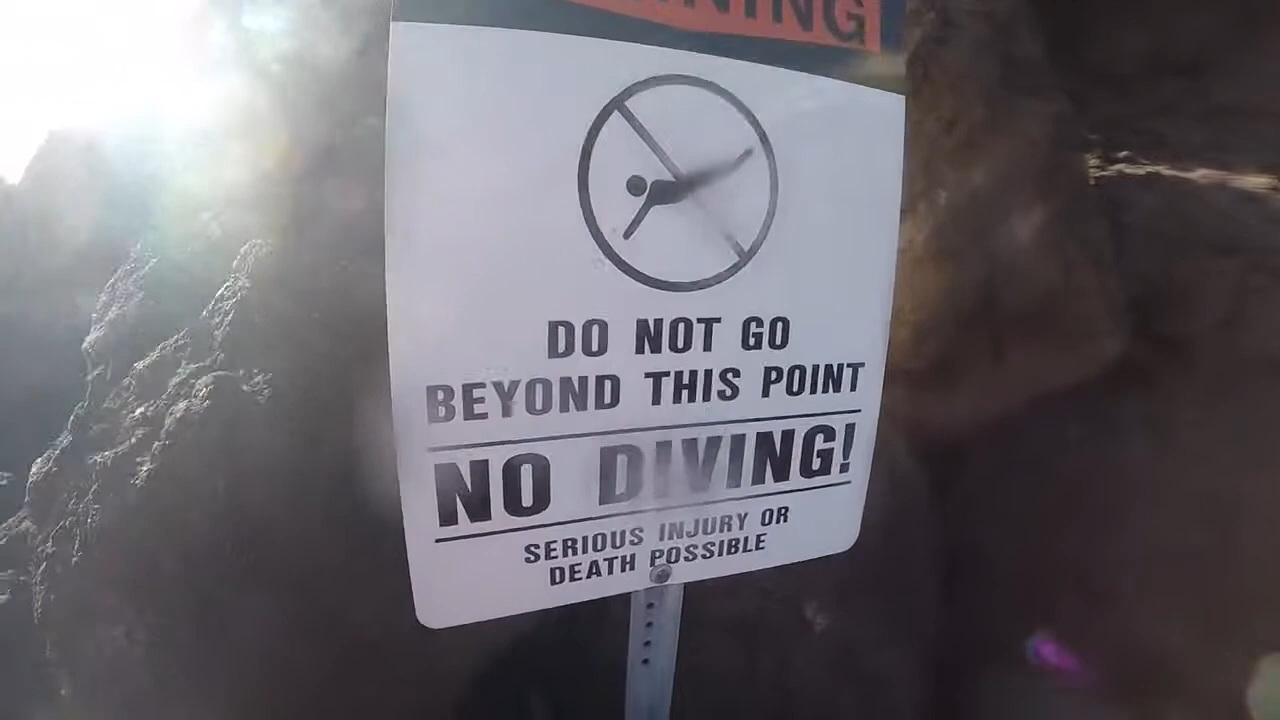 DO NOT GO
BEYOND THIS POINT
NO DIVING!
SERIOUS INJURY OR
DEATH POSSIBLE